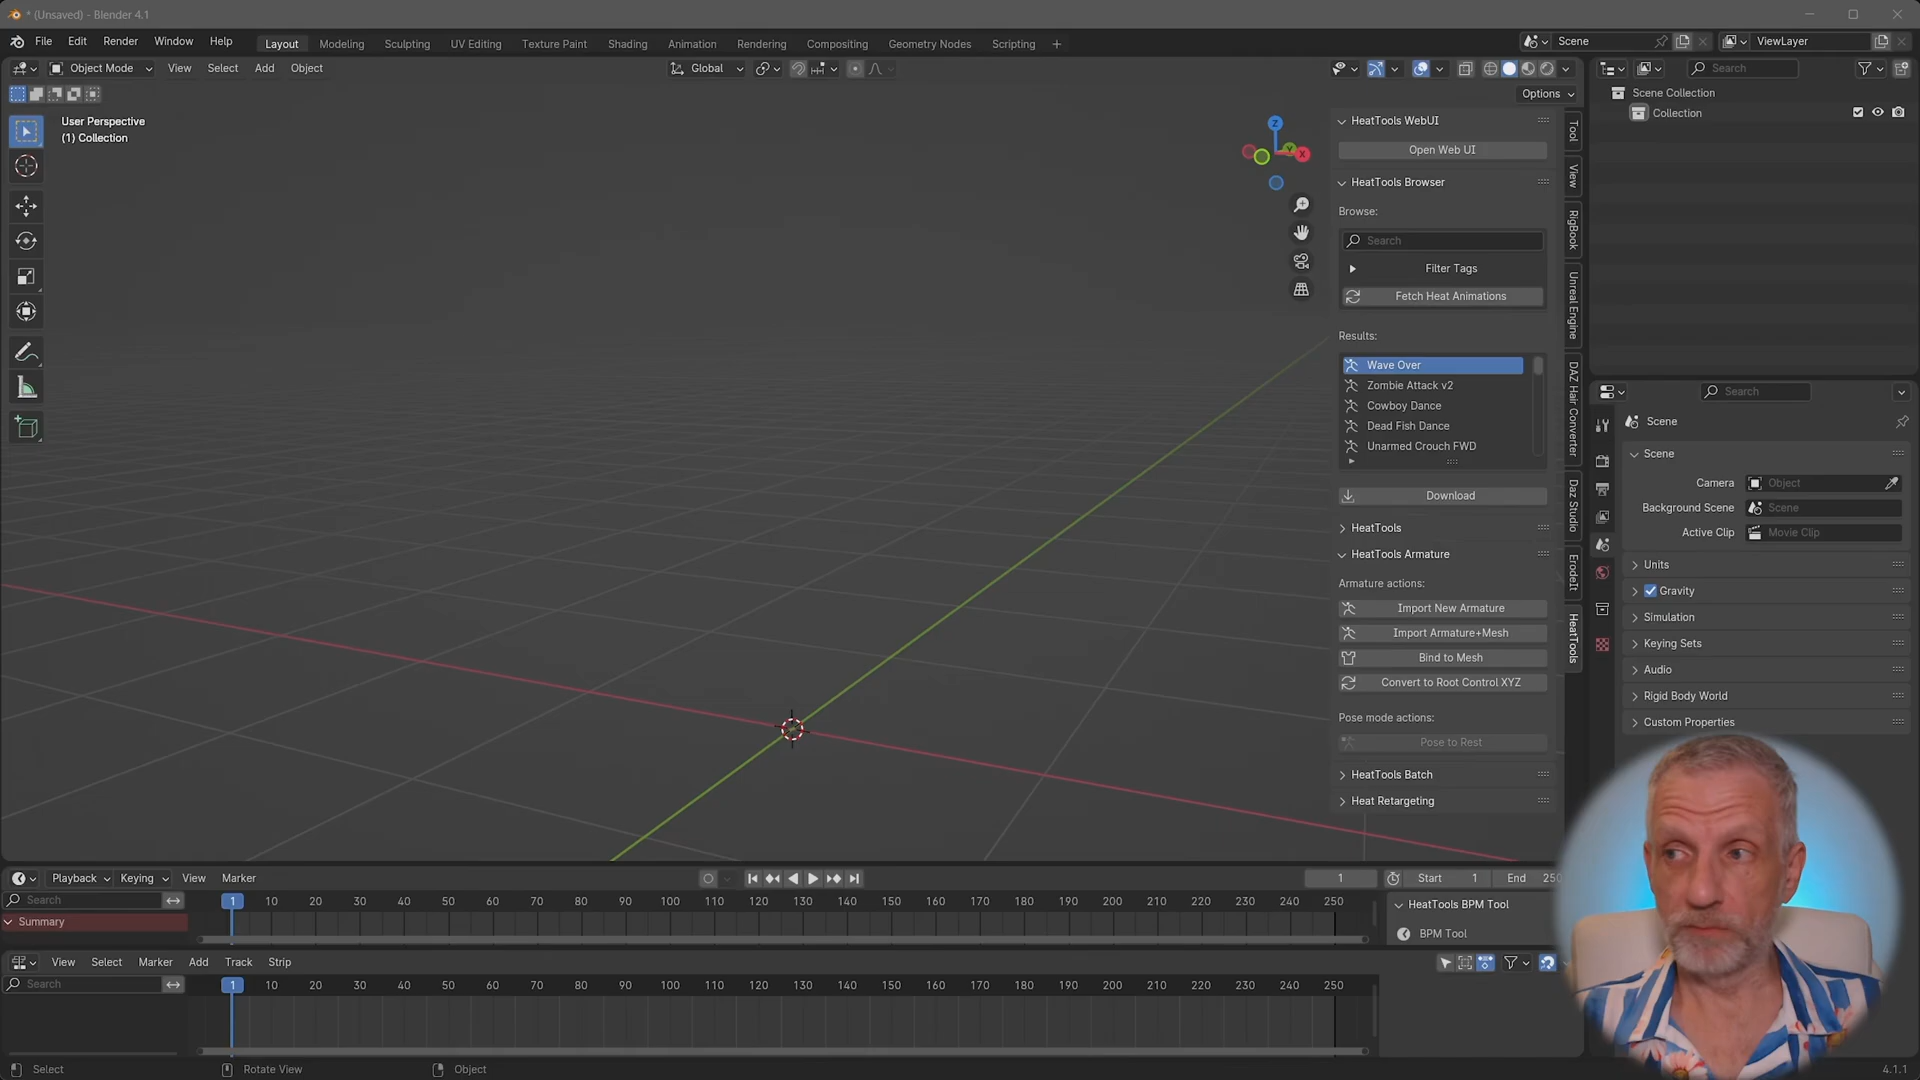 * (Unsaved) - Blender 4.1
File Edit Render Window Help Layout Modeling Sculpting UV Editing Texture Paint Shading Animation Rendering Compositing Geometry Nodes Scripting + Scene ViewLayer
Object Mode View Select Add Object Global Search
Options
User Perspective
(1) Collection
Z
Y
X
HeatTools WebUI
Open Web UI
HeatTools Browser
Browse:
Search
Filter Tags
Fetch Heat Animations
Results:
Wave Over
Zombie Attack v2
Cowboy Dance
Dead Fish Dance
Unarmed Crouch FWD
Download
HeatTools
HeatTools Armature
Armature actions:
Import New Armature
Import Armature+Mesh
Bind to Mesh
Convert to Root Control XYZ
Pose mode actions:
Pose to Rest
HeatTools Batch
Heat Retargeting
Tool
View
RigBook
Unreal Engine
DAZ Hair Converter
Daz Studio
ErodeIt
HeatTools
Scene Collection
Collection
Search
Scene
Scene
Camera Object
Background Scene Scene
Active Clip Movie Clip
Units
Gravity
Simulation
Keying Sets
Audio
Rigid Body World
Custom Properties
Playback Keying View Marker 1 Start 1 End 250
Search 1 10 20 30 40 50 60 70 80 90 100 110 120 130 140 150 160 170 180 190 200 210 220 230 240 250
Summary
HeatTools BPM Tool
BPM Tool
View Select Marker Add Track Strip
Search 1 10 20 30 40 50 60 70 80 90 100 110 120 130 140 150 160 170 180 190 200 210 220 230 240 250
Select Rotate View Object 4.1.1